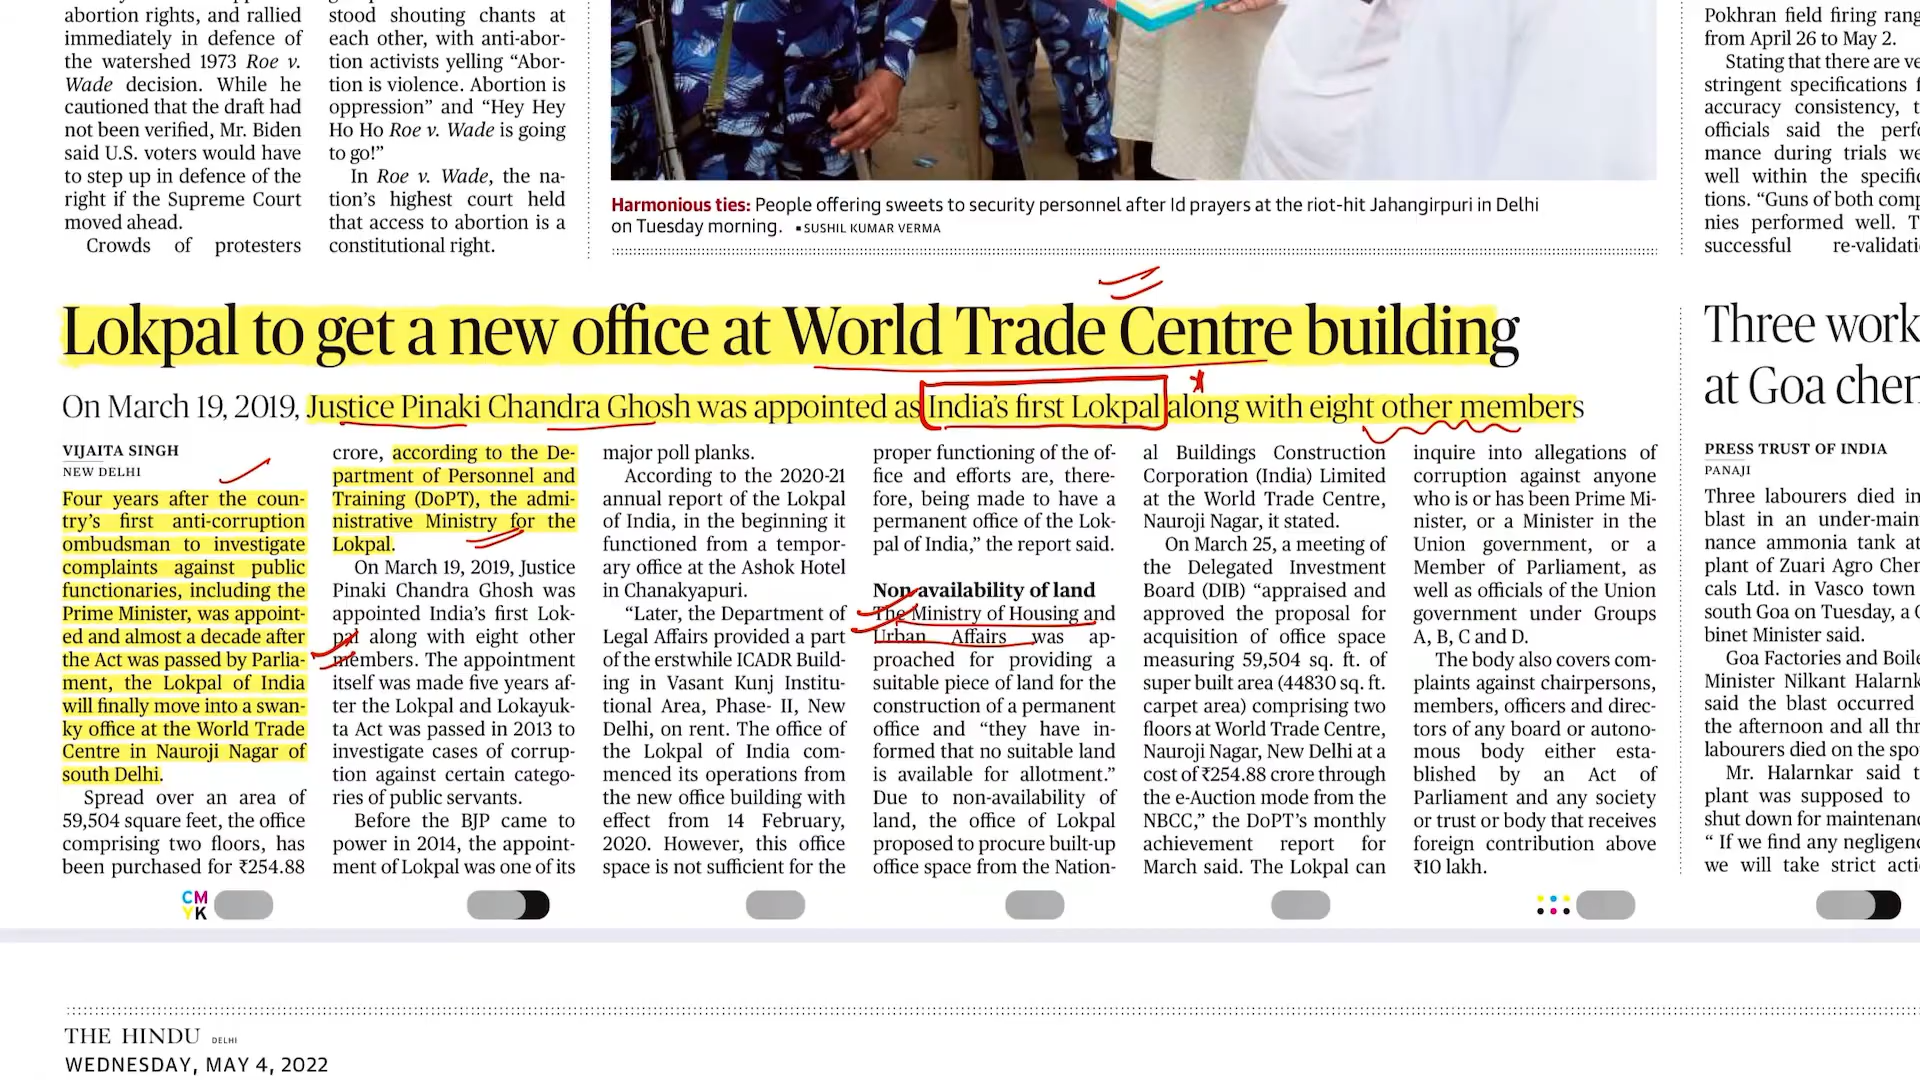 abortion rights, and rallied
immediately in defence of
the watershed 1973 Roe v.
Wade decision. While he
cautioned that the draft had
not been verified, Mr. Biden
said U.S. voters would have
to step up in defence of the
right if the Supreme Court
moved ahead.
Crowds of protesters
stood shouting chants at
each other, with anti-abor-
tion activists yelling “Abor-
tion is violence. Abortion is
oppression” and “Hey Hey
Ho Ho Roe v. Wade is going
to go!”
In Roe v. Wade, the na-
tion’s highest court held
that access to abortion is a
constitutional right.
Harmonious ties: People offering sweets to security personnel after Id prayers at the riot-hit Jahangirpuri in Delhi
on Tuesday morning. ▪ SUSHIL KUMAR VERMA
Pokhran field firing rang
from April 26 to May 2.
Stating that there are ve
stringent specifications f
accuracy consistency, t
officials said the perfo
mance during trials we
well within the specific
tions. “Guns of both comp
nies performed well. T
successful re-validati
Lokpal to get a new office at World Trade Centre building
On March 19, 2019, Justice Pinaki Chandra Ghosh was appointed as India’s first Lokpal along with eight other members
VIJAITA SINGH
NEW DELHI
Four years after the coun-
try’s first anti-corruption
ombudsman to investigate
complaints against public
functionaries, including the
Prime Minister, was appoint-
ed and almost a decade after
the Act was passed by Parlia-
ment, the Lokpal of India
will finally move into a swan-
ky office at the World Trade
Centre in Nauroji Nagar of
south Delhi.
Spread over an area of
59,504 square feet, the office
comprising two floors, has
been purchased for ₹254.88
crore, according to the De-
partment of Personnel and
Training (DoPT), the admi-
nistrative Ministry for the
Lokpal.
On March 19, 2019, Justice
Pinaki Chandra Ghosh was
appointed India’s first Lok-
pal along with eight other
members. The appointment
itself was made five years af-
ter the Lokpal and Lokayuk-
ta Act was passed in 2013 to
investigate cases of corrup-
tion against certain catego-
ries of public servants.
Before the BJP came to
power in 2014, the appoint-
ment of Lokpal was one of its
major poll planks.
According to the 2020-21
annual report of the Lokpal
of India, in the beginning it
functioned from a tempor-
ary office at the Ashok Hotel
in Chanakyapuri.
“Later, the Department of
Legal Affairs provided a part
of the erstwhile ICADR Build-
ing in Vasant Kunj Institu-
tional Area, Phase- II, New
Delhi, on rent. The office of
the Lokpal of India com-
menced its operations from
the new office building with
effect from 14 February,
2020. However, this office
space is not sufficient for the
proper functioning of the of-
fice and efforts are, there-
fore, being made to have a
permanent office of the Lok-
pal of India,” the report said.
Non-availability of land
The Ministry of Housing and
Urban Affairs was ap-
proached for providing a
suitable piece of land for the
construction of a permanent
office and “they have in-
formed that no suitable land
is available for allotment.”
Due to non-availability of
land, the office of Lokpal
proposed to procure built-up
office space from the Nation-
al Buildings Construction
Corporation (India) Limited
at the World Trade Centre,
Nauroji Nagar, it stated.
On March 25, a meeting of
the Delegated Investment
Board (DIB) “appraised and
approved the proposal for
acquisition of office space
measuring 59,504 sq. ft. of
super built area (44830 sq. ft.
carpet area) comprising two
floors at World Trade Centre,
Nauroji Nagar, New Delhi at a
cost of ₹254.88 crore through
the e-Auction mode from the
NBCC,” the DoPT’s monthly
achievement report for
March said. The Lokpal can
inquire into allegations of
corruption against anyone
who is or has been Prime Mi-
nister, or a Minister in the
Union government, or a
Member of Parliament, as
well as officials of the Union
government under Groups
A, B, C and D.
The body also covers com-
plaints against chairpersons,
members, officers and direc-
tors of any board or autono-
mous body either esta-
blished by an Act of
Parliament and any society
or trust or body that receives
foreign contribution above
₹10 lakh.
Three work
at Goa chem
PRESS TRUST OF INDIA
PANAJI
Three labourers died in
blast in an under-main
nance ammonia tank at
plant of Zuari Agro Chem
cals Ltd. in Vasco town
south Goa on Tuesday, a C
binet Minister said.
Goa Factories and Boile
Minister Nilkant Halarnk
said the blast occurred
the afternoon and all thr
labourers died on the spo
Mr. Halarnkar said t
plant was supposed to
shut down for maintenanc
“ If we find any negligenc
we will take strict acti
CM
YK
THE HINDU DELHI
WEDNESDAY, MAY 4, 2022